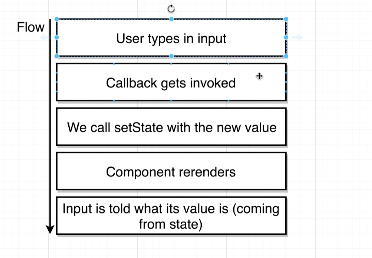 Flow
User types in input
Callback gets invoked
We call setState with the new value
Component rerenders
Input is told what its value is (coming
from state)